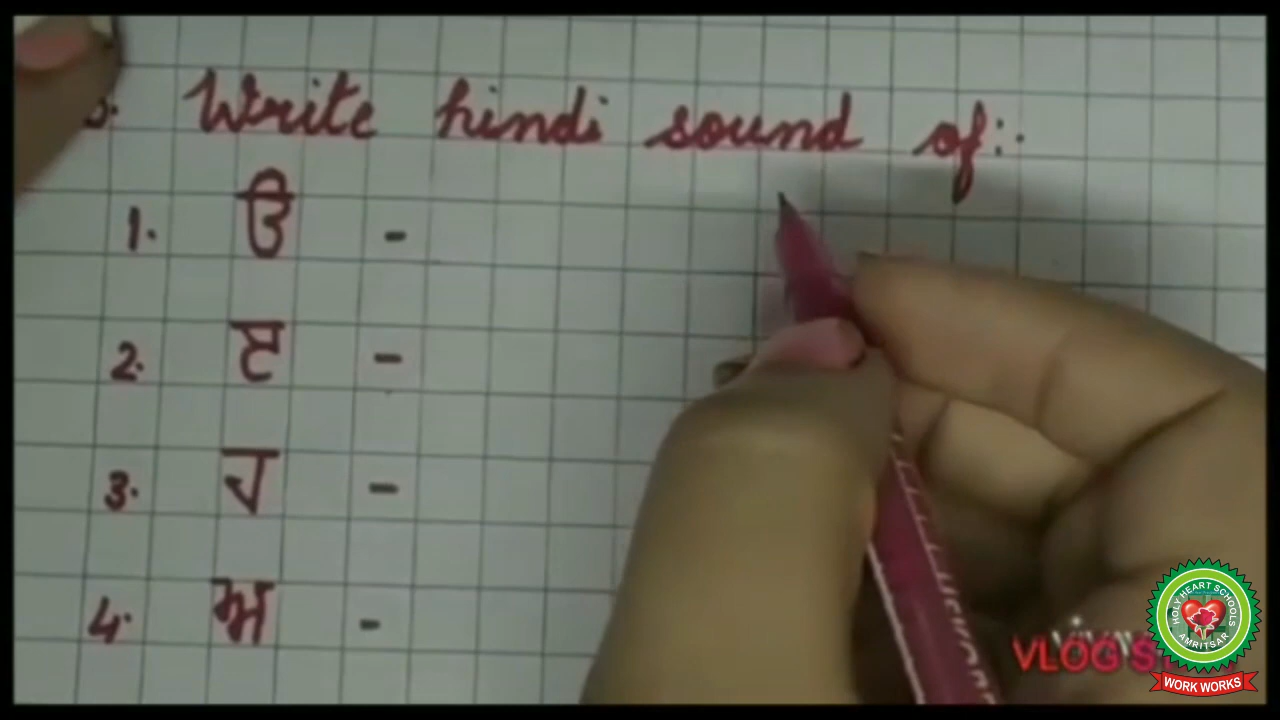 Write hindi sound of:-
1. ੳ -
2. ੲ -
3. ਹ -
4. ਅ -
VLOG'S
HOLY HEART SCHOOLS
AMRITSAR
WORK WORKS